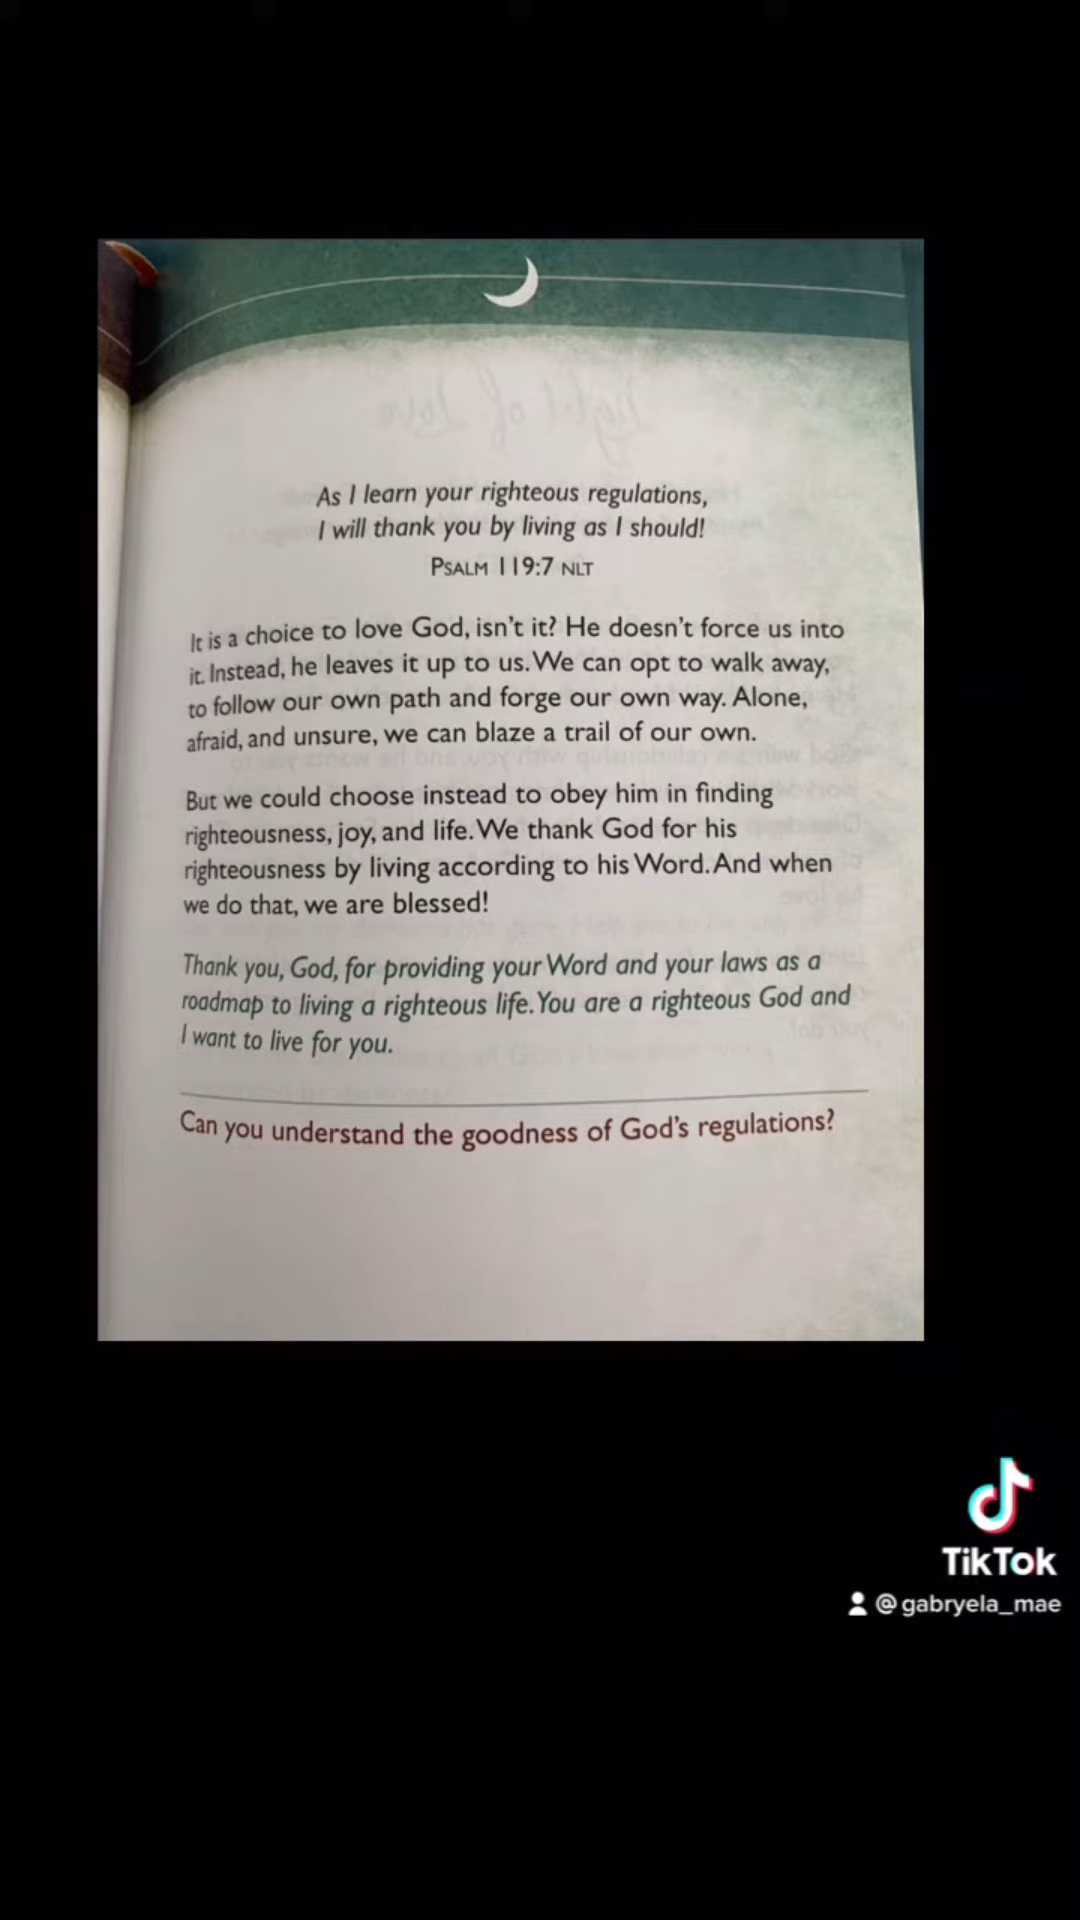 As I learn your righteous regulations,
I will thank you by living as I should!
PSALM 119:7 NLT
It is a choice to love God, isn't it? He doesn't force us into
it. Instead, he leaves it up to us. We can opt to walk away,
to follow our own path and forge our own way. Alone,
afraid, and unsure, we can blaze a trail of our own.
But we could choose instead to obey him in finding
righteousness, joy, and life. We thank God for his
righteousness by living according to his Word. And when
we do that, we are blessed!
Thank you, God, for providing your Word and your laws as a
roadmap to living a righteous life. You are a righteous God and
I want to live for you.
Can you understand the goodness of God's regulations?
TikTok
@gabryela_mae